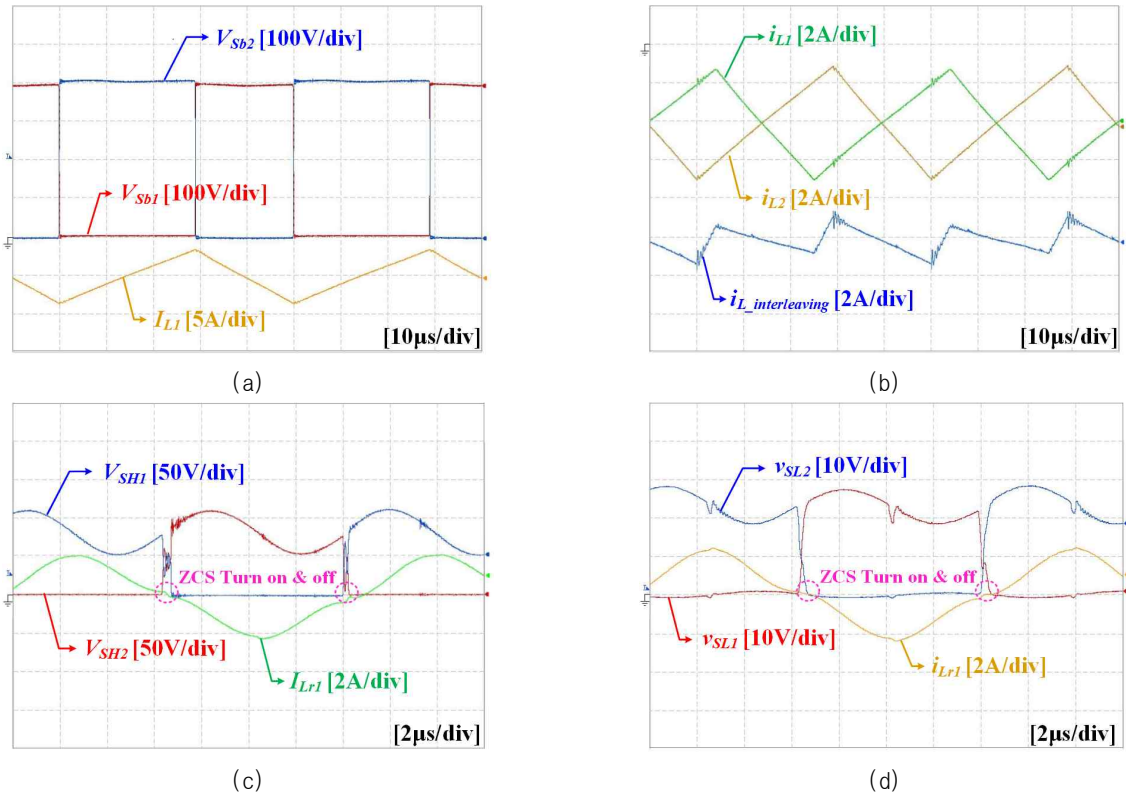 V_Sb2 [100V/div]
V_Sb1 [100V/div]
I_L1 [5A/div]
[10μs/div]
(a)
i_L1 [2A/div]
i_L2 [2A/div]
i_L_interleaving [2A/div]
[10μs/div]
(b)
V_SH1 [50V/div]
ZCS Turn on & off
V_SH2 [50V/div]
I_Lr1 [2A/div]
[2μs/div]
(c)
v_SL2 [10V/div]
ZCS Turn on & off
v_SL1 [10V/div]
i_Lr1 [2A/div]
[2μs/div]
(d)